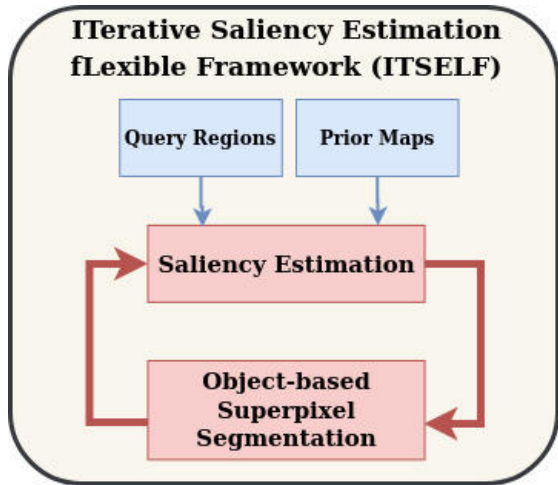 ITerative Saliency Estimation
fLexible Framework (ITSELF)
Query Regions
Prior Maps
Saliency Estimation
Object-based
Superpixel
Segmentation